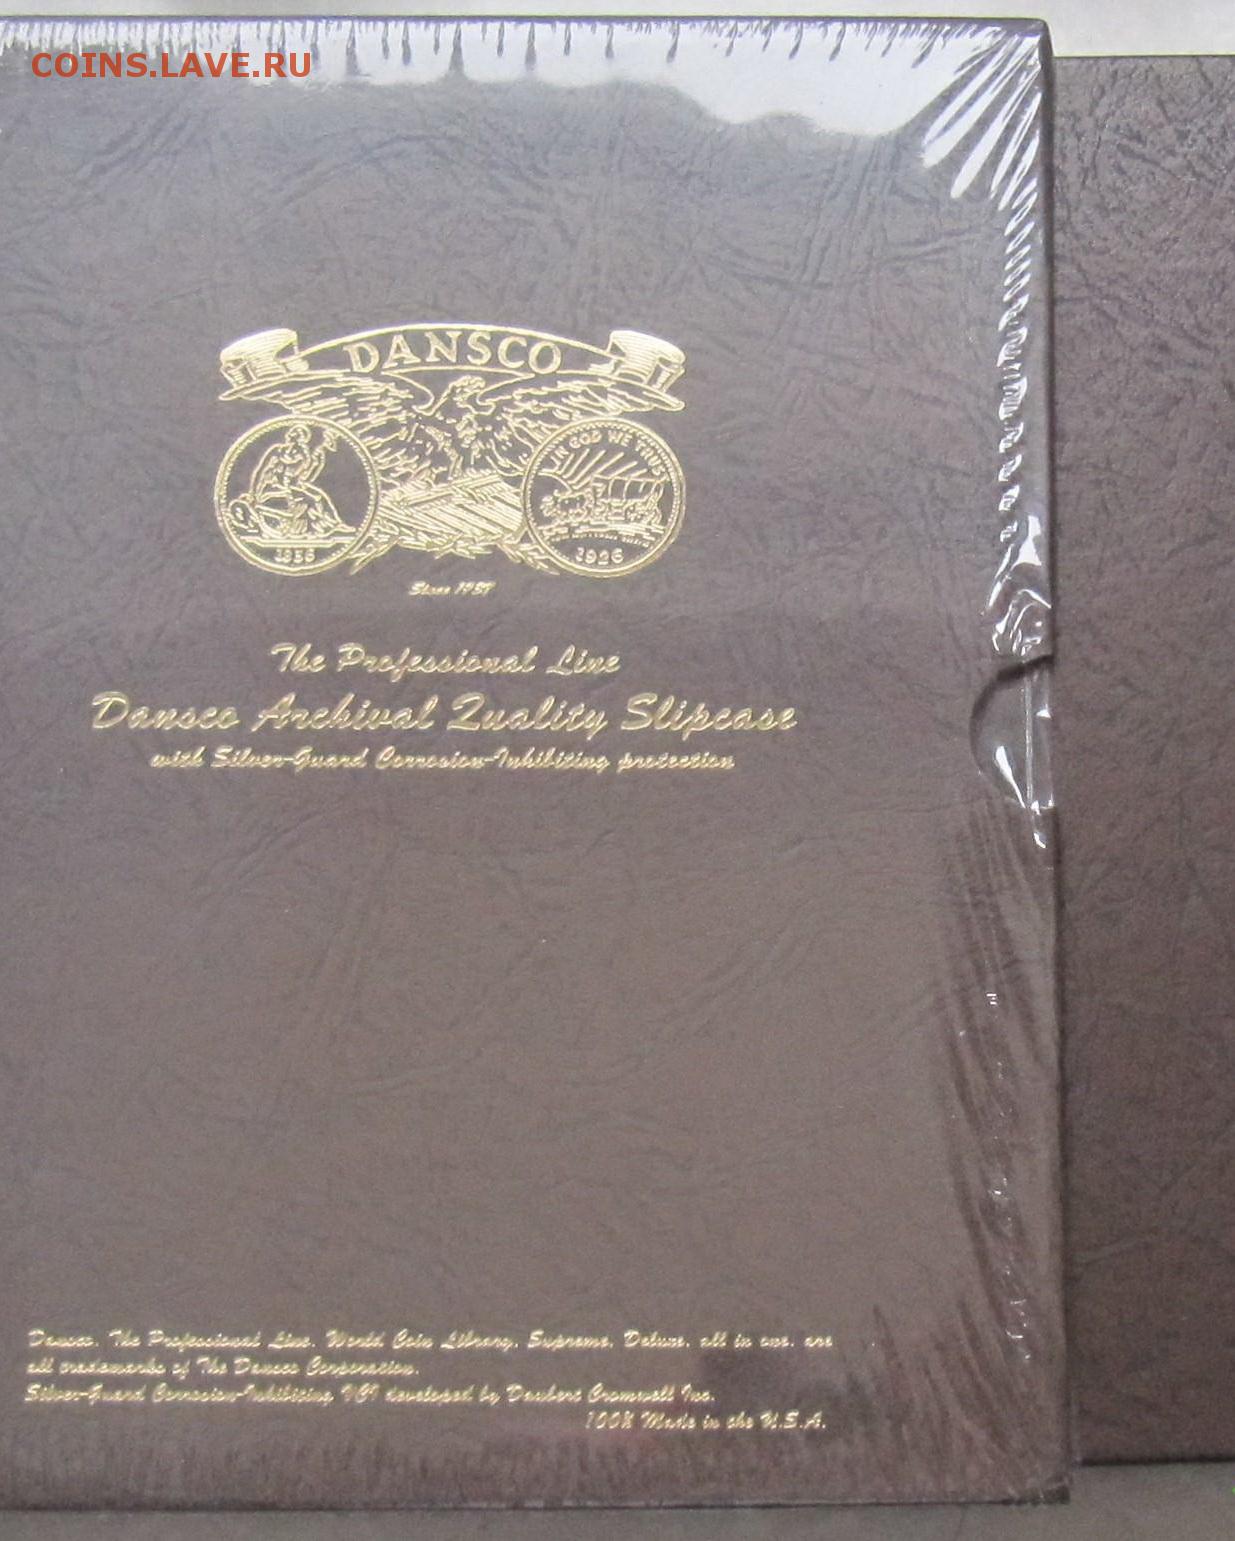 COINS.LAVE.RU
DANSCO
IN GOD WE TRUST
1836
1926
Since 1937
The Professional Line
Dansco Archival Quality Slipcase
with Silver-Guard Corrosion-Inhibiting protection
Dansco, The Professional Line, World Coin Library, Supreme, Deluxe, all in one, are
all trademarks of The Dansco Corporation.
Silver-Guard Corrosion-Inhibiting VCI developed by Daubert Cromwell Inc.
100% Made in the U.S.A.